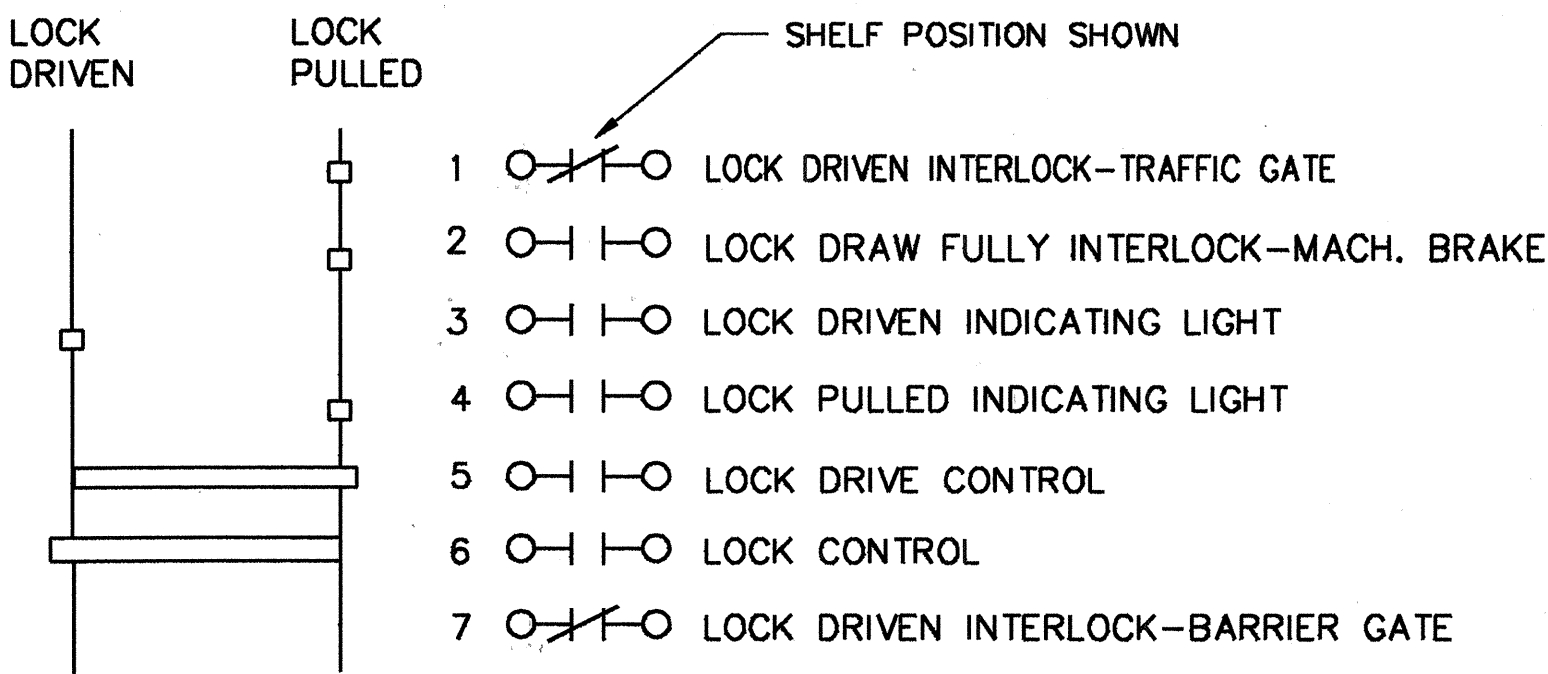 LOCK DRIVEN
LOCK PULLED
SHELF POSITION SHOWN
1 LOCK DRIVEN INTERLOCK-TRAFFIC GATE
2 LOCK DRAW FULLY INTERLOCK-MACH. BRAKE
3 LOCK DRIVEN INDICATING LIGHT
4 LOCK PULLED INDICATING LIGHT
5 LOCK DRIVE CONTROL
6 LOCK CONTROL
7 LOCK DRIVEN INTERLOCK-BARRIER GATE